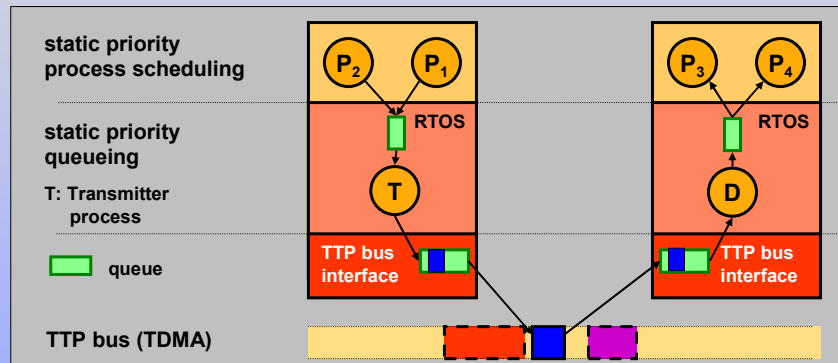 static priority
process scheduling
P2
P1
P3
P4
static priority
queueing
RTOS
RTOS
T: Transmitter
process
T
D
queue
TTP bus
interface
TTP bus
interface
TTP bus (TDMA)